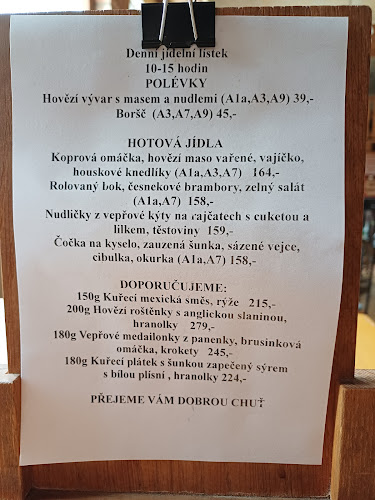 Denní jídelní lístek
10-15 hodin
POLÉVKY
Hovězí vývar s masem a nudlemi (A1a,A3,A9) 39,-
Boršč (A3,A7,A9) 45,-
HOTOVÁ JÍDLA
Koprová omáčka, hovězí maso vařené, vajíčko,
houskové knedlíky (A1a,A3,A7) 164,-
Rolovaný bok, česnekové brambory, zelný salát
(A1a,A7) 158,-
Nudličky z vepřové kýty na rajčatech s cuketou a
lilkem, těstoviny 159,-
Čočka na kyselo, zauzená šunka, sázené vejce,
cibulka, okurka (A1a,A7) 158,-
DOPORUČUJEME:
150g Kuřecí mexická směs, rýže 215,-
200g Hovězí roštěnky s anglickou slaninou,
hranolky 279,-
180g Vepřové medailonky z panenky, brusinková
omáčka, krokety 245,-
180g Kuřecí plátek s šunkou zapečený sýrem
s bílou plísní , hranolky 224,-
PŘEJEME VÁM DOBROU CHUŤ